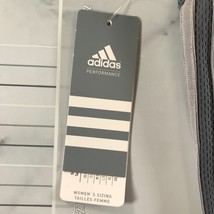 adidas
PERFORMANCE
WOMEN'S SIZING
TAILLES FEMME